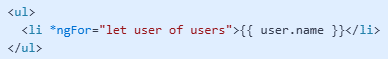 <ul>
  <li *ngFor="let user of users">{{ user.name }}</li>
</ul>